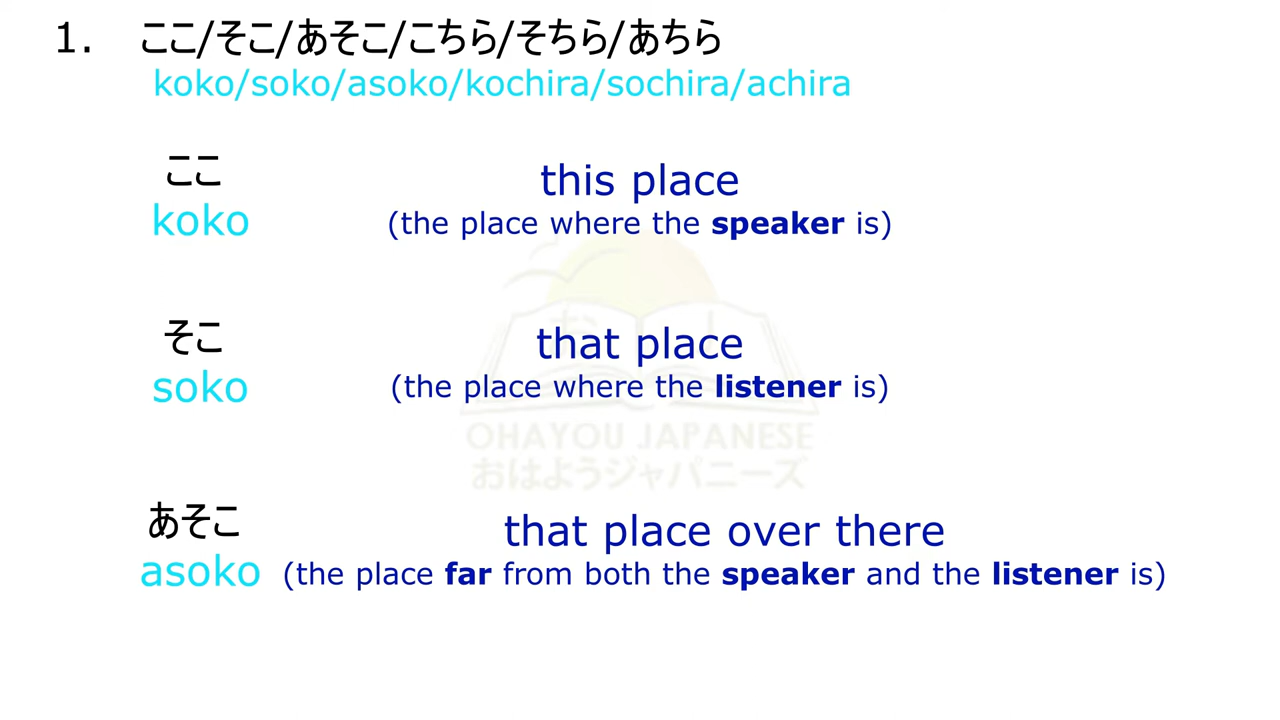 1. ここ/そこ/あそこ/こちら/そちら/あちら
koko/soko/asoko/kochira/sochira/achira
ここ
koko
this place
(the place where the speaker is)
そこ
soko
that place
(the place where the listener is)
OHAYOU JAPANESE
おはようジャパニーズ
あそこ
asoko
that place over there
(the place far from both the speaker and the listener is)